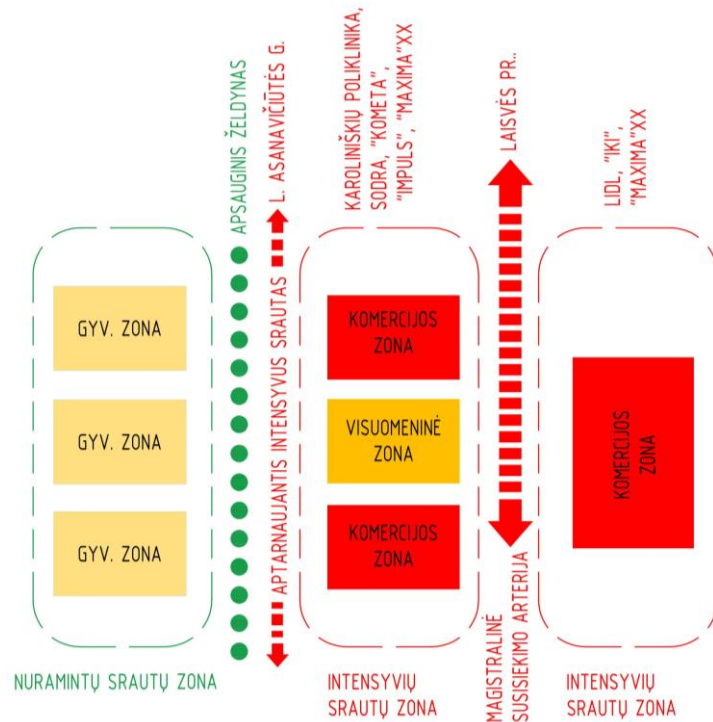 APSAUGINIS ŽELDYNAS
L. ASANAVIČIŪTĖS G.
KAROLINIŠKIŲ POLIKLINIKA,
SODRA, "KOMETA",
"IMPULS", "MAXIMA"XX
LAISVĖS PR..
LIDL, "IKI",
"MAXIMA"XX
GYV. ZONA
GYV. ZONA
GYV. ZONA
APTARNAUJANTIS INTENSYVUS SRAUTAS
KOMERCIJOS
ZONA
VISUOMENINĖ
ZONA
KOMERCIJOS
ZONA
KOMERCIJOS
ZONA
MAGISTRALINĖ
SUSISIEKIMO ARTERIJA
NURAMINTŲ SRAUTŲ ZONA
INTENSYVIŲ
SRAUTŲ ZONA
INTENSYVIŲ
SRAUTŲ ZONA